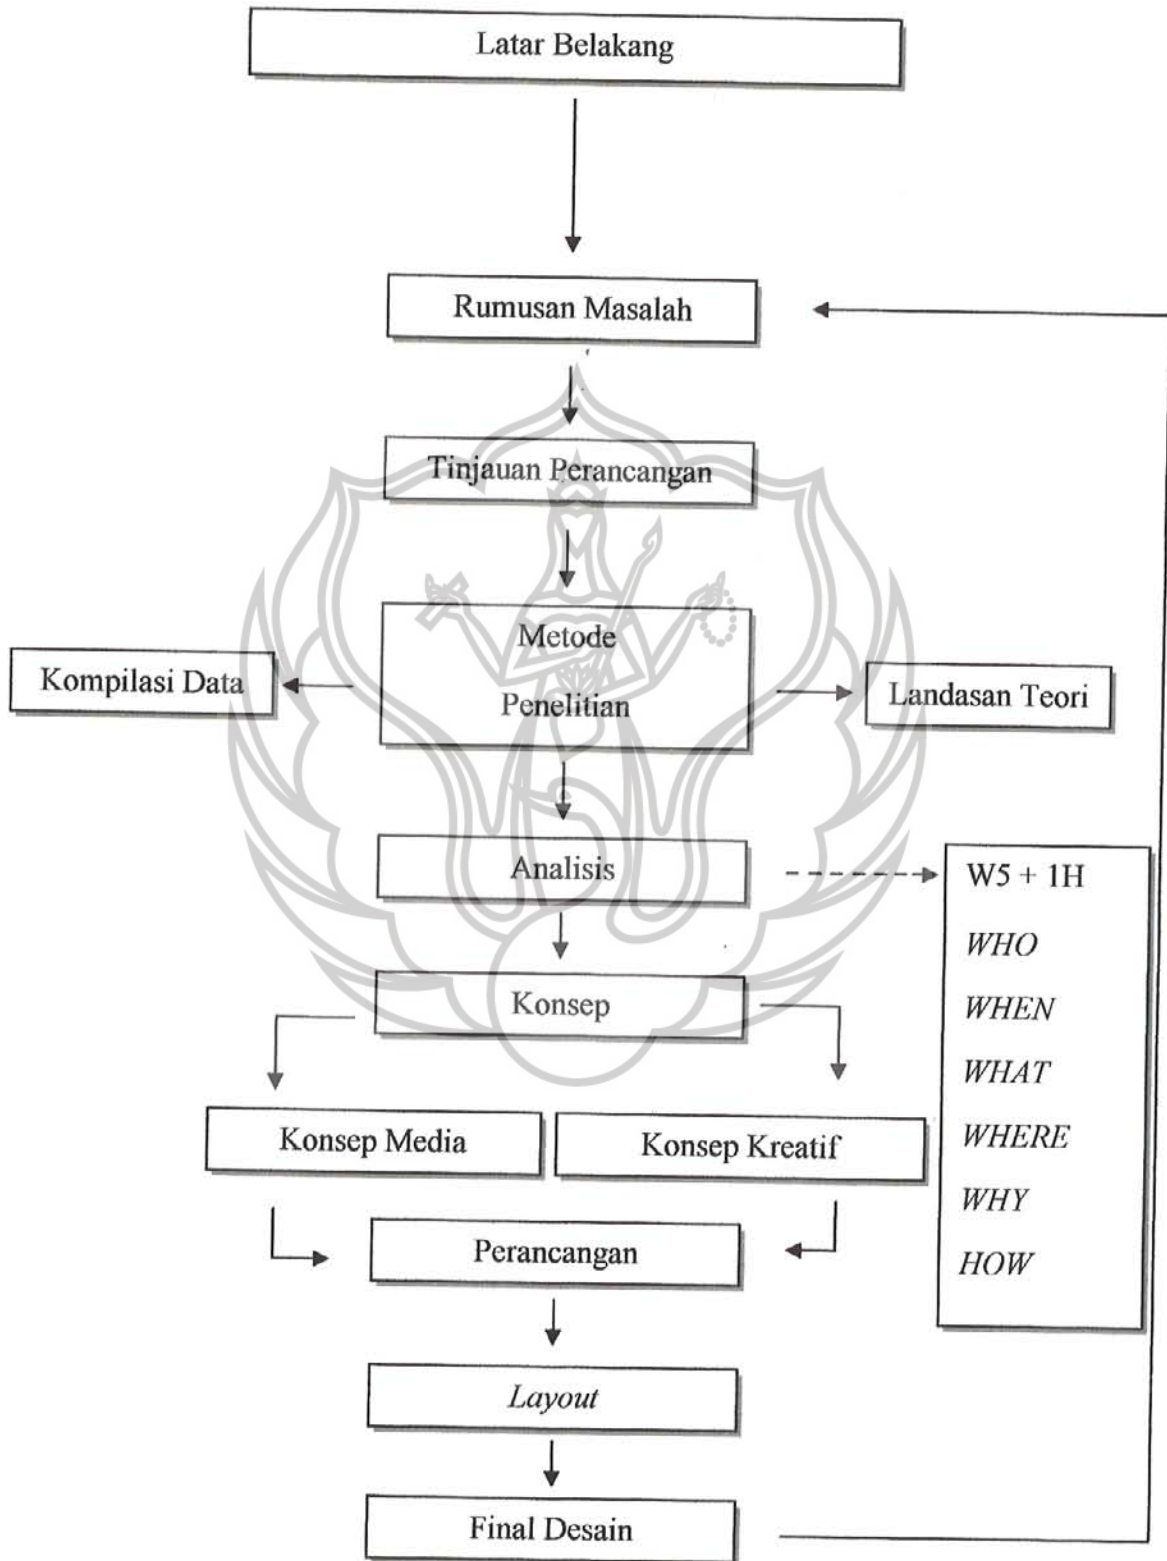 Latar Belakang
Rumusan Masalah
Tinjauan Perancangan
Metode
Penelitian
Kompilasi Data
Landasan Teori
Analisis
W5 + 1H
WHO
WHEN
WHAT
WHERE
WHY
HOW
Konsep
Konsep Media
Konsep Kreatif
Perancangan
Layout
Final Desain